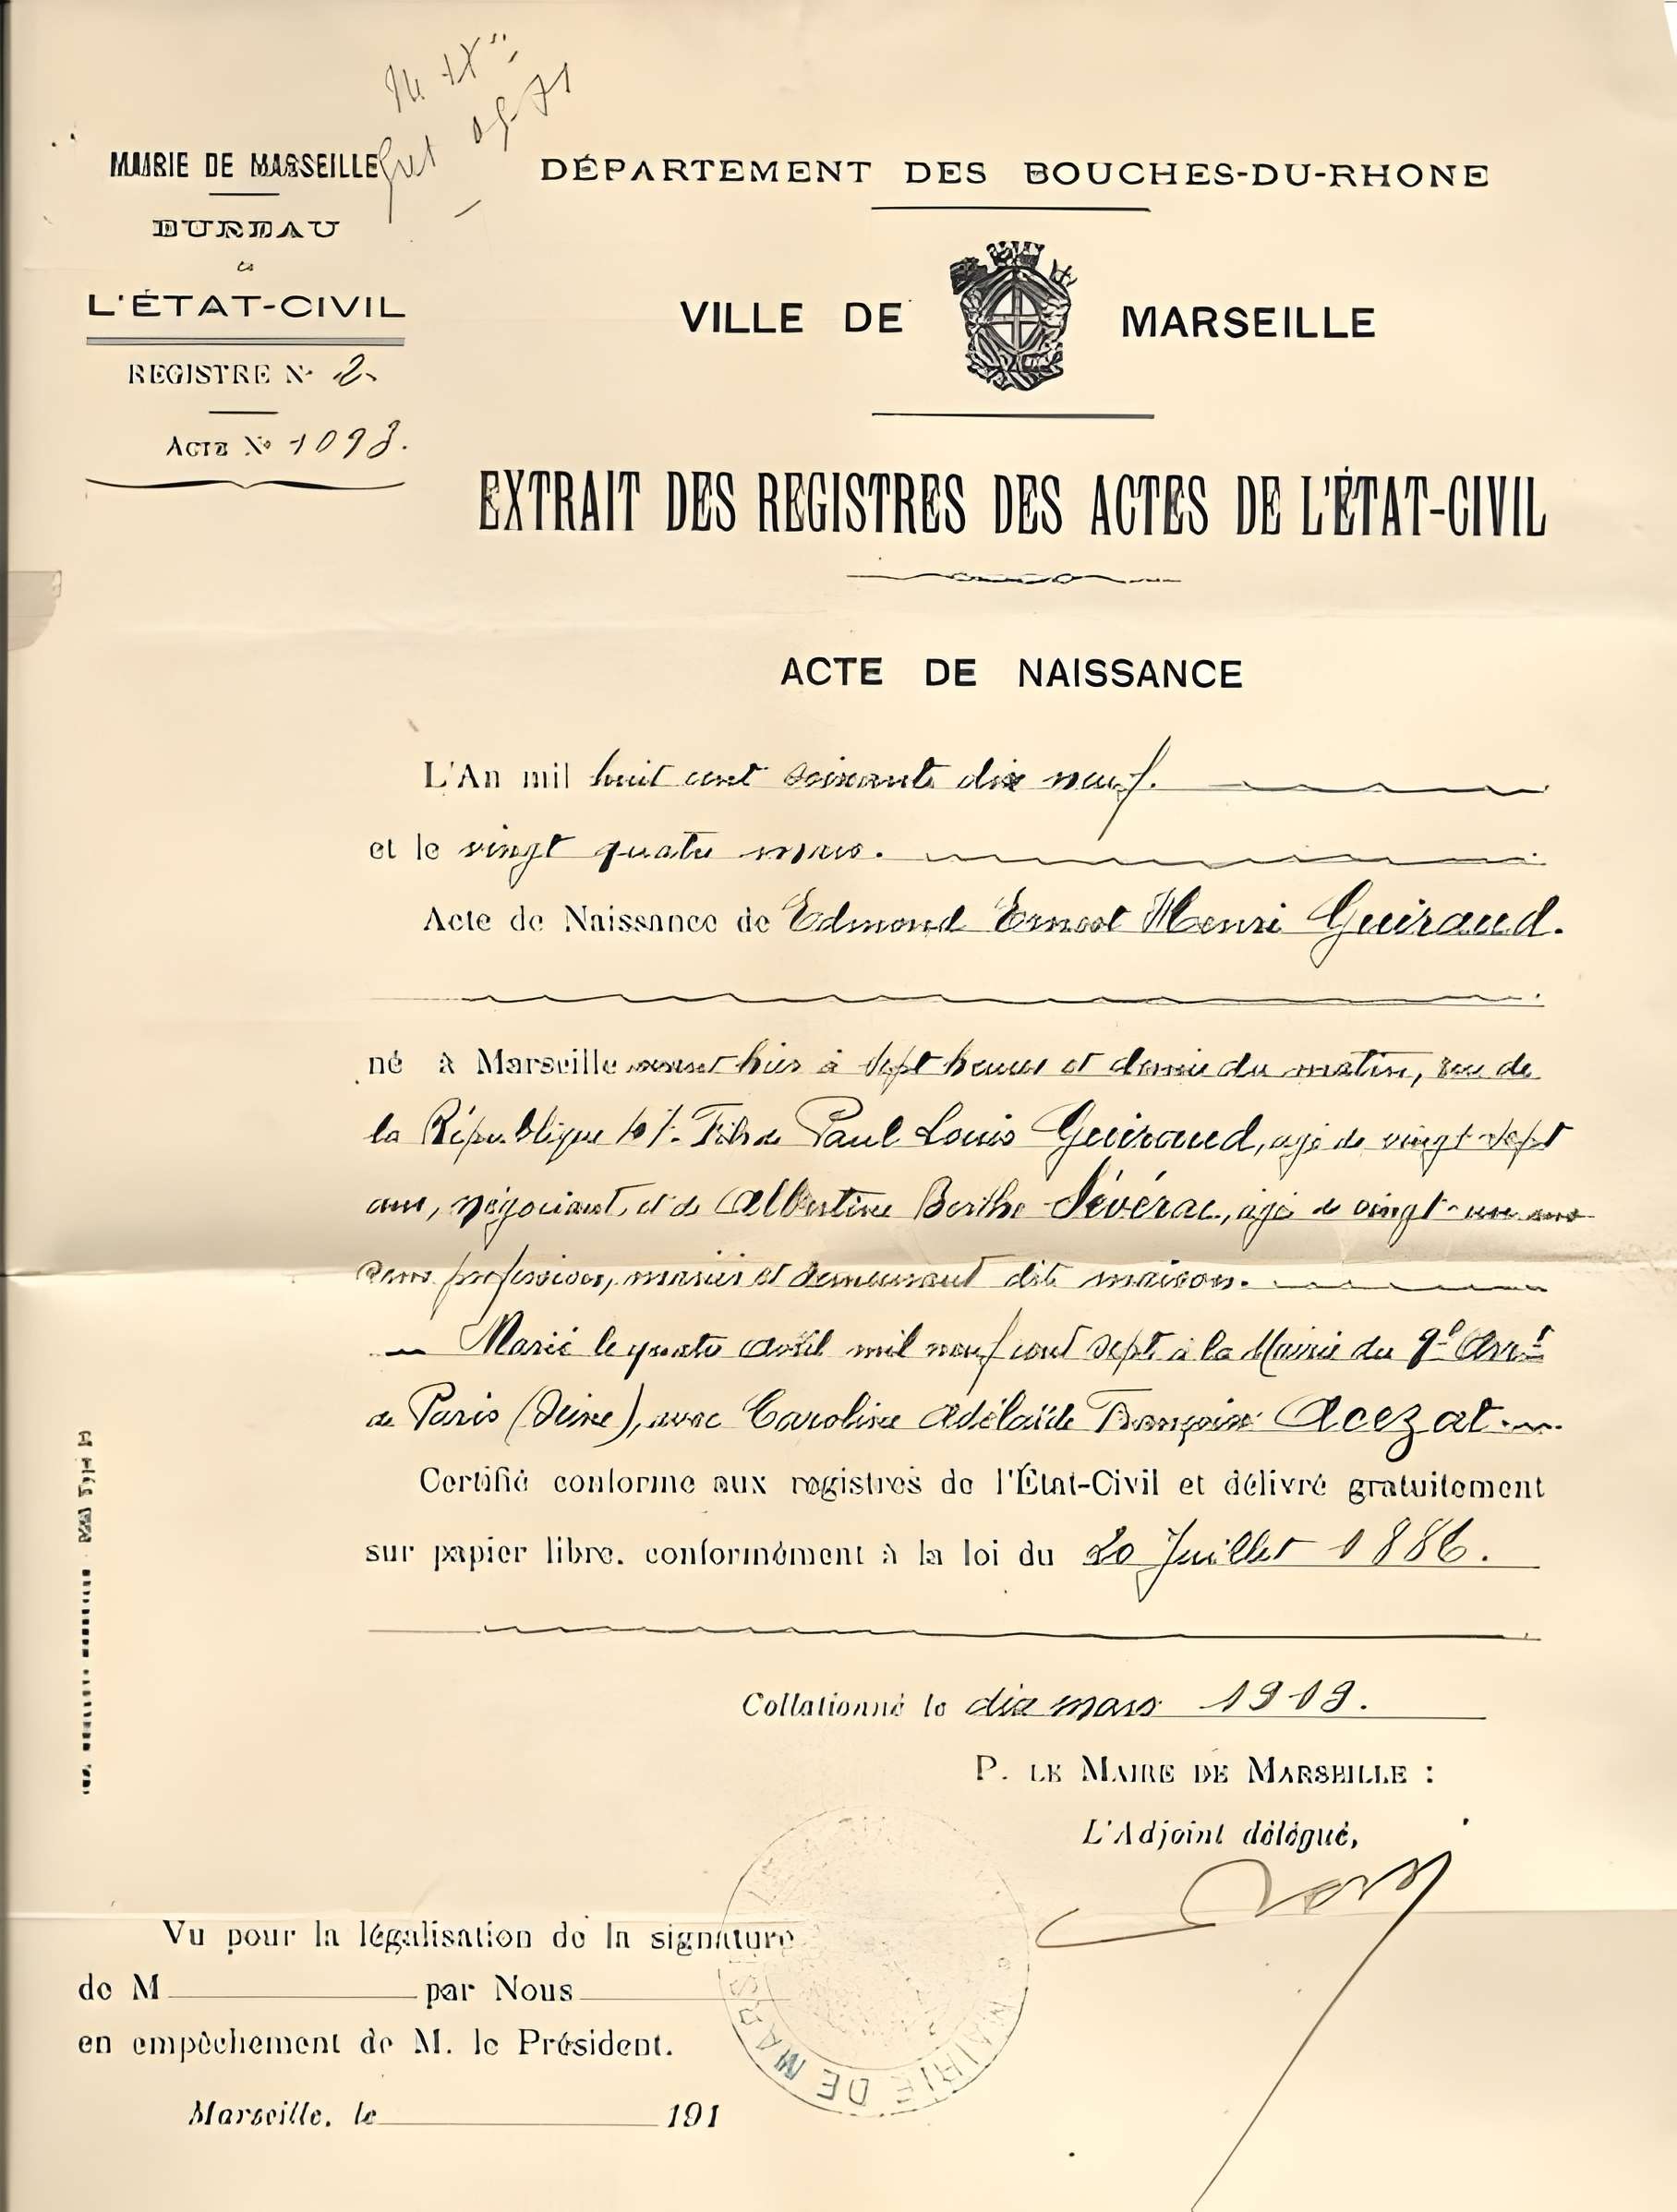 MAIRIE DE MARSEILLE
BUREAU
L'ÉTAT-CIVIL
REGISTRE N° 2
ACTE N° 1093.
DÉPARTEMENT DES BOUCHES-DU-RHONE
VILLE DE MARSEILLE
EXTRAIT DES REGISTRES DES ACTES DE L'ÉTAT-CIVIL
ACTE DE NAISSANCE
L'An mil huit cent soixante dix neuf.
et le vingt quatre mars.
Acte de Naissance de Edmond Ernest Henri Guiraud.
né à Marseille hier à sept heures et demie du matin, rue de
la République Fils de Paul Louis Guiraud, agé de vingt-sept
ans, négociant, et de Albertine Berthe Sévérac, agée de vingt-un ans
sans profession, mariés et demeurant dite maison.
Marié le quatre avril mil neuf cent sept à la Mairie du 9e Arrt
de Paris (Seine), avec Caroline Adélaïde Françoise Acezat.
Certifié conforme aux registres de l'État-Civil et délivré gratuitement
sur papier libre, conformément à la loi du 20 Juillet 1886.
Collationné le dix mars 1919.
P. LE MAIRE DE MARSEILLE :
L'Adjoint délégué,
MAIRIE DE MARSEILLE
Vu pour la légalisation de la signature
de M par Nous
en empêchement de M. le Président.
Marseille, le 191